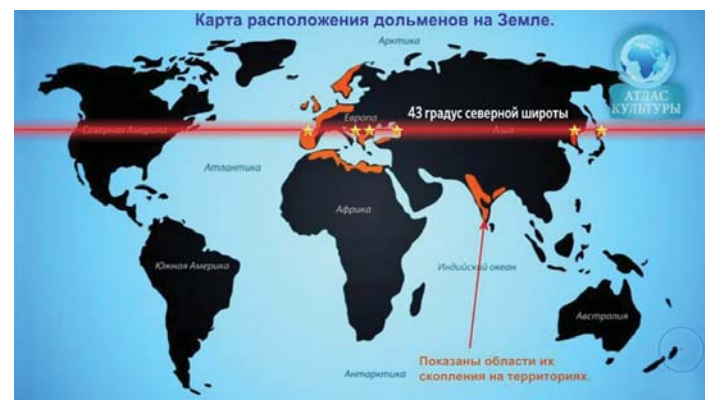 Карта расположения дольменов на Земле.
Арктика
АТЛАС
КУЛЬТУРЫ
43 градус северной широты
Европа
Северная Америка
Азия
Атлантика
Африка
Южная Америка
Индийский океан
Австралия
Показаны области их
скопления на территориях.
Антарктика